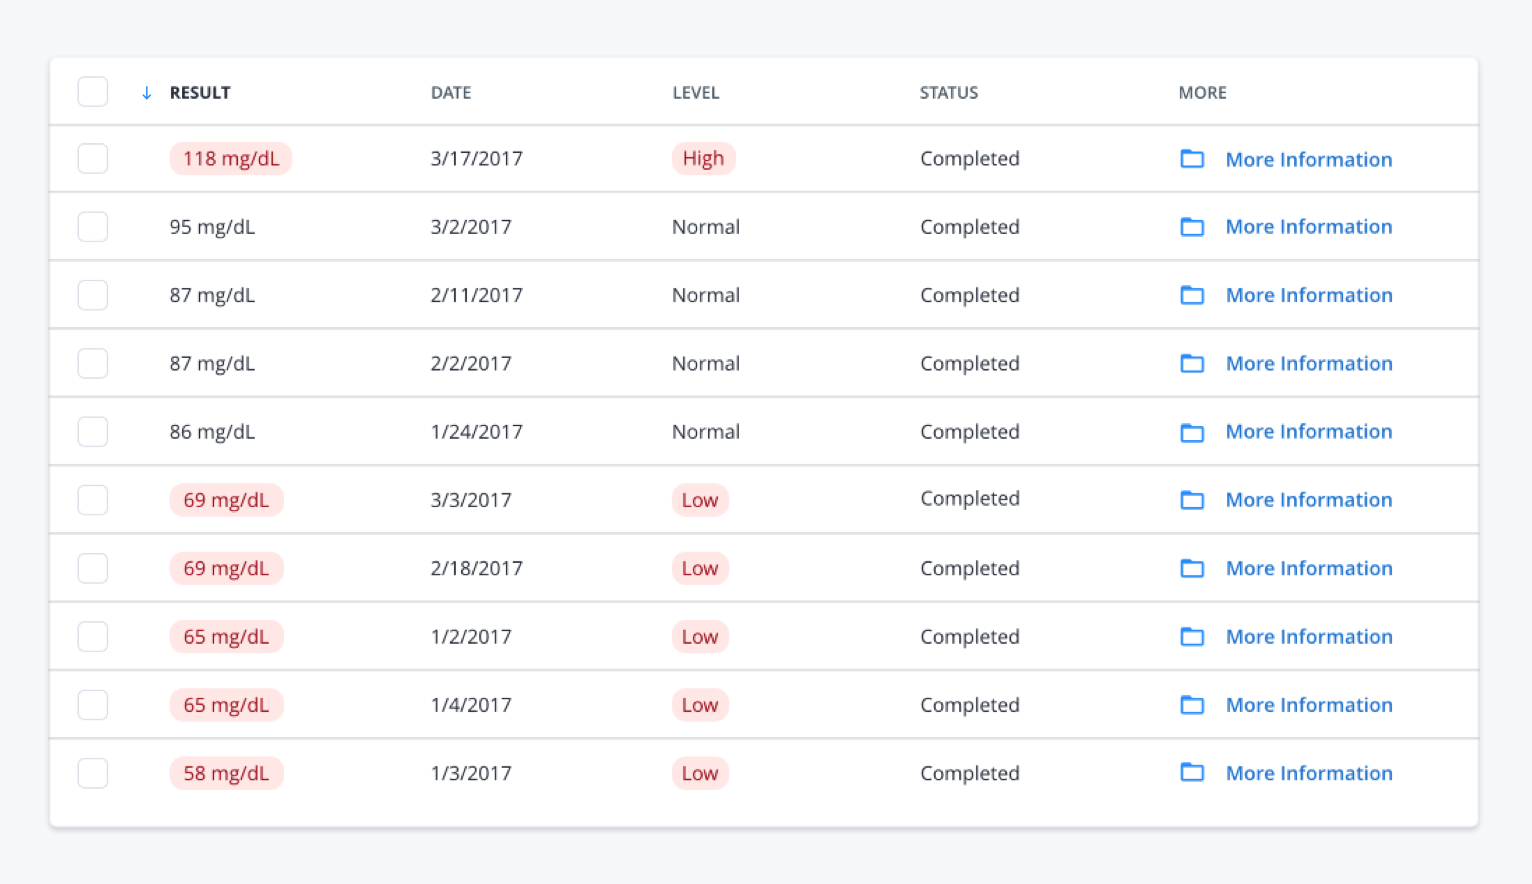 ↓ RESULT DATE LEVEL STATUS MORE
118 mg/dL 3/17/2017 High Completed More Information
95 mg/dL 3/2/2017 Normal Completed More Information
87 mg/dL 2/11/2017 Normal Completed More Information
87 mg/dL 2/2/2017 Normal Completed More Information
86 mg/dL 1/24/2017 Normal Completed More Information
69 mg/dL 3/3/2017 Low Completed More Information
69 mg/dL 2/18/2017 Low Completed More Information
65 mg/dL 1/2/2017 Low Completed More Information
65 mg/dL 1/4/2017 Low Completed More Information
58 mg/dL 1/3/2017 Low Completed More Information